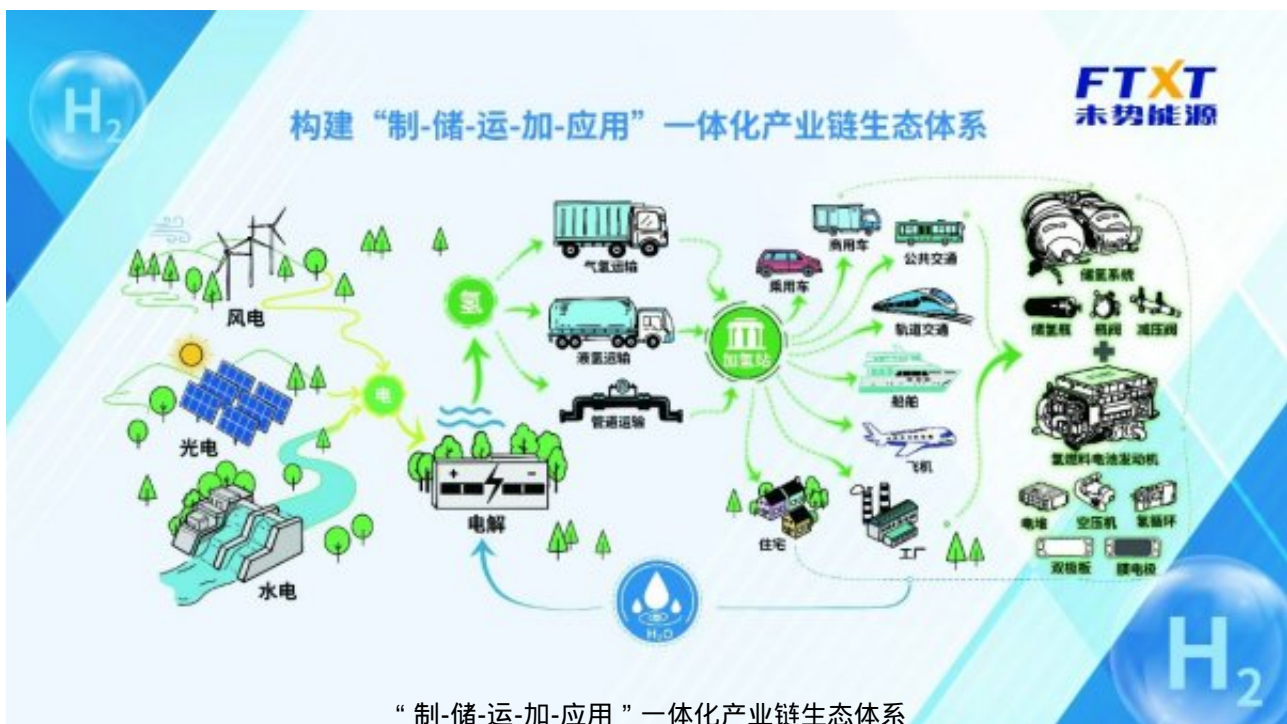 H2
FTXT
未势能源
构建“制-储-运-加-应用”一体化产业链生态体系
风电
光电
水电
电
+ -
电解
氢
气氢运输
液氢运输
管道运输
加氢站
乘用车
商用车
公共交通
轨道交通
船舶
飞机
住宅
工厂
储氢系统
储氢瓶
瓶阀
减压阀
+
氢燃料电池发动机
电堆
空压机
氢循环
双极板
膜电极
H2O
H2
“制-储-运-加-应用”一体化产业链生态体系